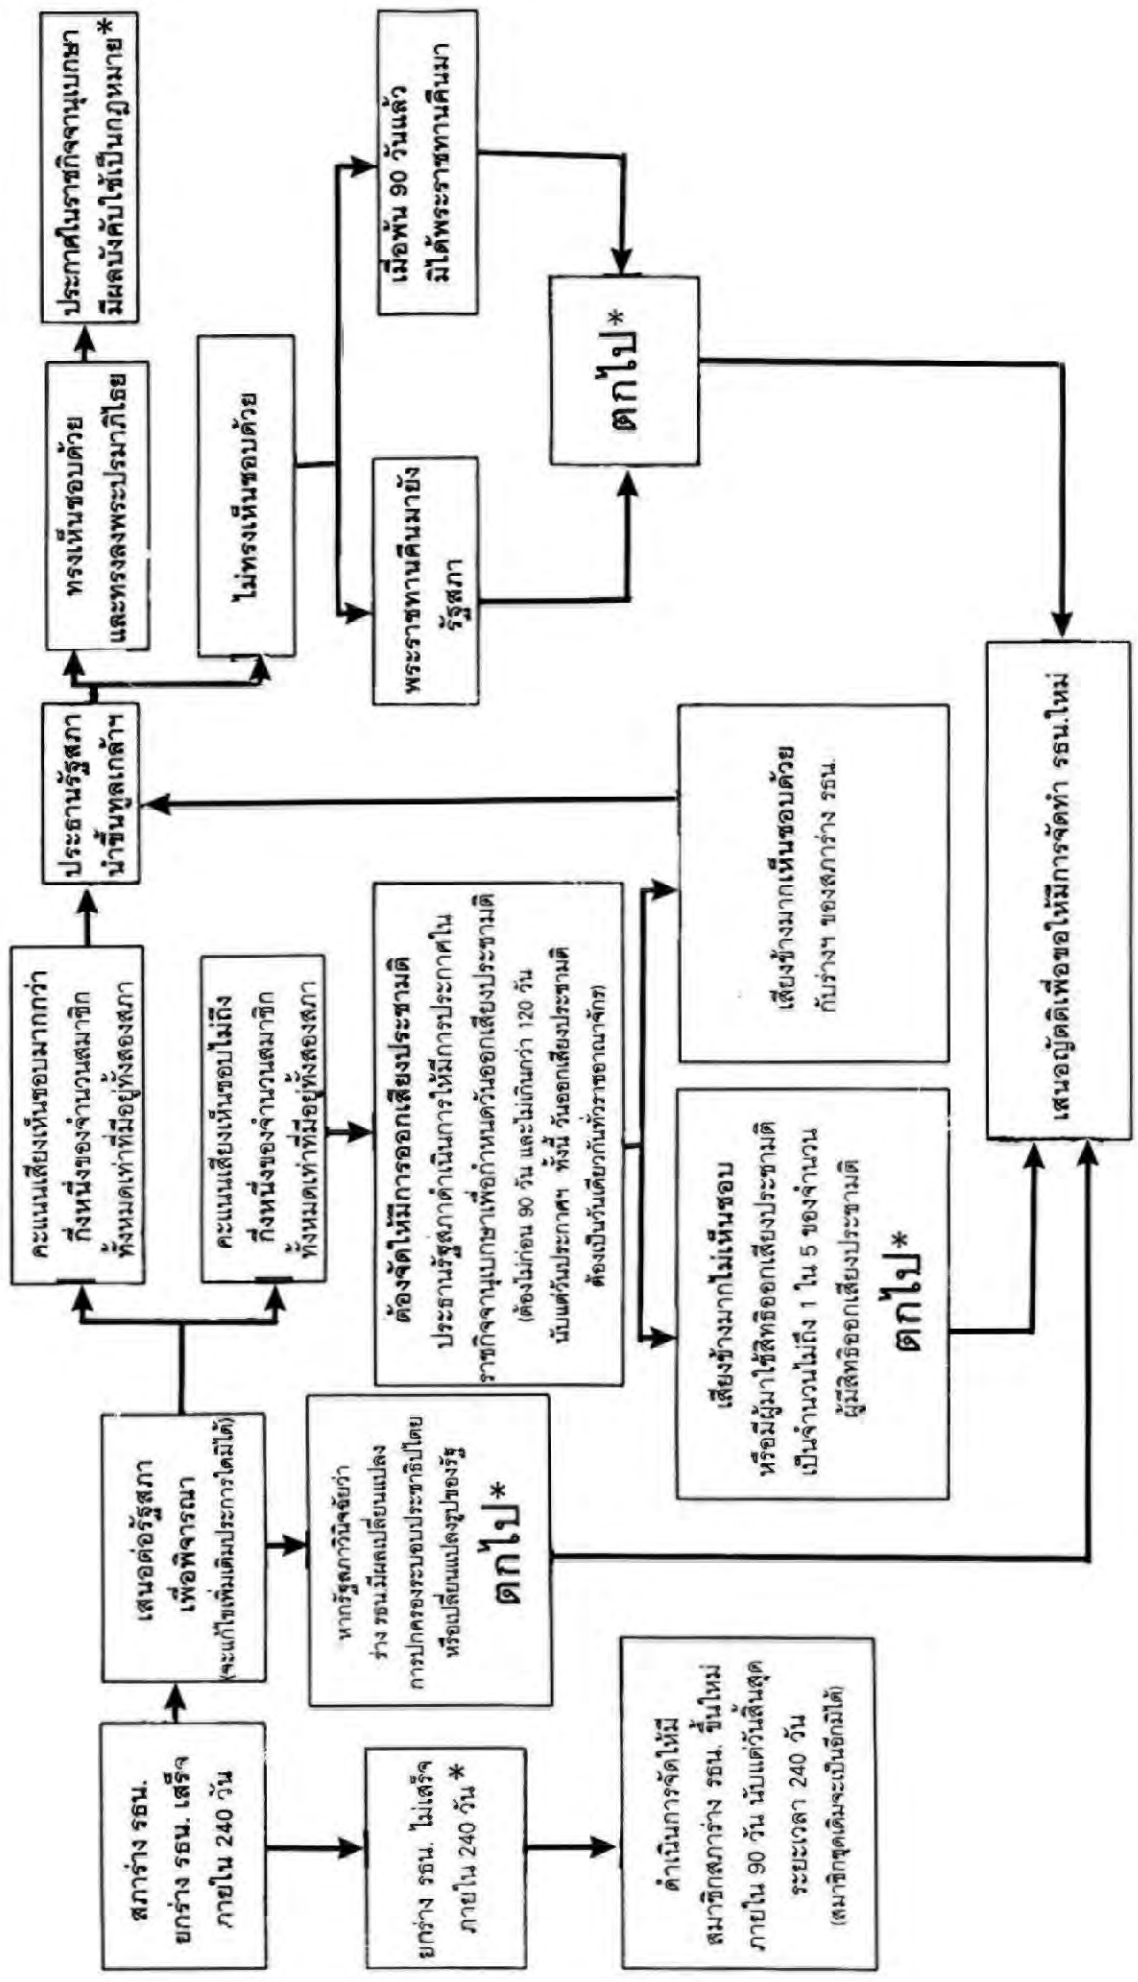 สภาร่าง รธน.
ยกร่าง รธน. เสร็จ
ภายใน 240 วัน
ยกร่าง รธน. ไม่เสร็จ
ภายใน 240 วัน *
ดำเนินการจัดให้มี
สมาชิกสภาร่าง รธน. ขึ้นใหม่
ภายใน 90 วัน นับแต่วันสิ้นสุด
ระยะเวลา 240 วัน
(สมาชิกชุดเดิมจะเป็นอีกมิได้)
เสนอต่อรัฐสภา
เพื่อพิจารณา
(จะแก้ไขเพิ่มเติมประการใดมิได้)
หากรัฐสภาวินิจฉัยว่า
ร่าง รธน.มีผลเปลี่ยนแปลง
การปกครองระบอบประชาธิปไตย
หรือเปลี่ยนแปลงรูปของรัฐ
ตกไป*
คะแนนเสียงเห็นชอบมากกว่า
กึ่งหนึ่งของจำนวนสมาชิก
ทั้งหมดเท่าที่มีอยู่ทั้งสองสภา
คะแนนเสียงเห็นชอบไม่ถึง
กึ่งหนึ่งของจำนวนสมาชิก
ทั้งหมดเท่าที่มีอยู่ทั้งสองสภา
ต้องจัดให้มีการออกเสียงประชามติ
ประธานรัฐสภาดำเนินการให้มีการประกาศใน
ราชกิจจานุเบกษาเพื่อกำหนดวันออกเสียงประชามติ
(ต้องไม่ก่อน 90 วัน และไม่เกินกว่า 120 วัน
นับแต่วันประกาศฯ ทั้งนี้ วันออกเสียงประชามติ
ต้องเป็นวันเดียวกันทั่วราชอาณาจักร)
เสียงข้างมากไม่เห็นชอบ
หรือมีผู้มาใช้สิทธิออกเสียงประชามติ
เป็นจำนวนไม่ถึง 1 ใน 5 ของจำนวน
ผู้มีสิทธิออกเสียงประชามติ
ตกไป*
เสียงข้างมากเห็นชอบด้วย
กับร่างฯ ของสภาร่าง รธน.
ประธานรัฐสภา
นำขึ้นทูลเกล้าฯ
ทรงเห็นชอบด้วย
และทรงลงพระปรมาภิไธย
ประกาศในราชกิจจานุเบกษา
มีผลบังคับใช้เป็นกฎหมาย*
ไม่ทรงเห็นชอบด้วย
พระราชทานคืนมายัง
รัฐสภา
เมื่อพ้น 90 วันแล้ว
มิได้พระราชทานคืนมา
ตกไป*
เสนอญัตติเพื่อขอให้มีการจัดทำ รธน.ใหม่